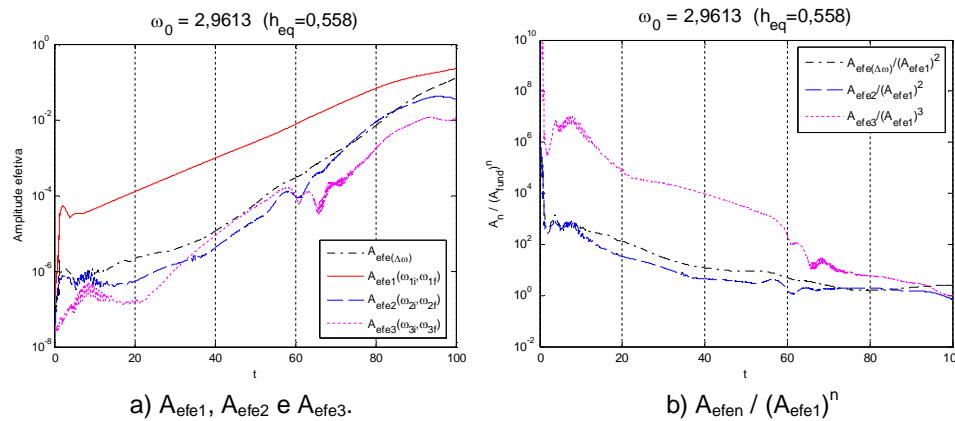 ω0 = 2,9613 (heq=0,558)
Amplitude efetiva
10^0
10^-2
10^-4
10^-6
10^-8
0 20 40 60 80 100
t
Aefe(Δω)
Aefe1(ω1i,ω1f)
Aefe2(ω2i,ω2f)
Aefe3(ω3i,ω3f)
a) Aefe1, Aefe2 e Aefe3.
ω0 = 2,9613 (heq=0,558)
An / (Afund)^n
10^10
10^8
10^6
10^4
10^2
10^0
10^-2
0 20 40 60 80 100
t
Aefe(Δω)/(Aefe1)^2
Aefe2/(Aefe1)^2
Aefe3/(Aefe1)^3
b) Aefen / (Aefe1)^n